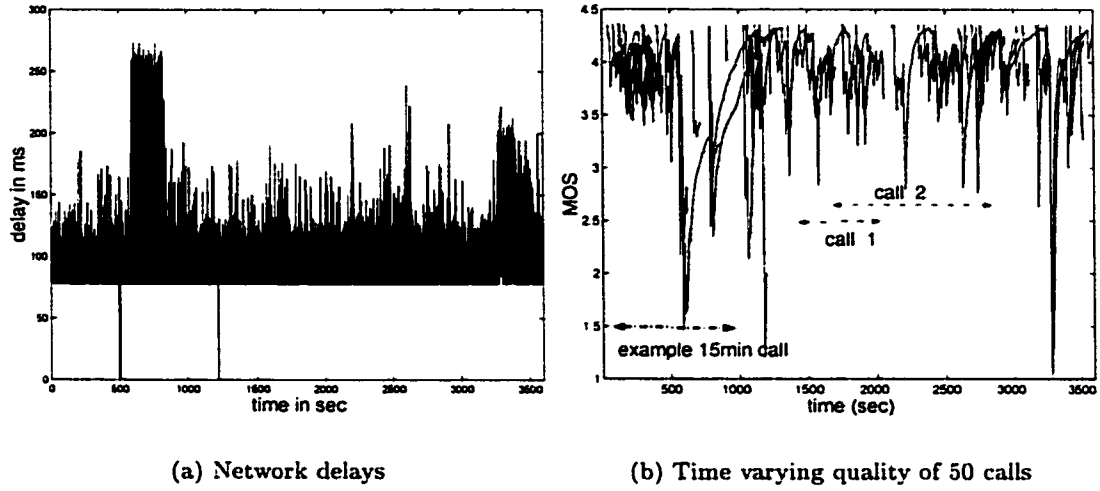 300
250
200
150
100
50
0
delay in ms
0 500 1000 1500 2000 2500 3000 3500
time in sec
(a) Network delays
4.5
4
3.5
3
2.5
2
1 5
1
MOS
call 2
call 1
example 15min call
500 1000 1500 2000 2500 3000 3500
time (sec)
(b) Time varying quality of 50 calls